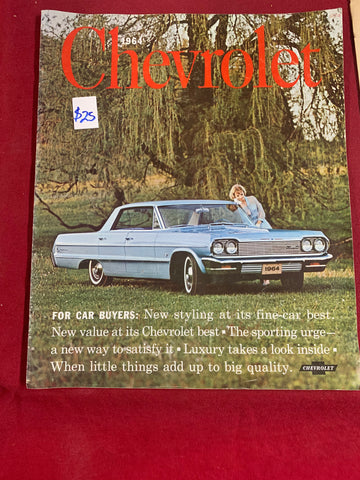 1964
Chevrolet
$25
1964
FOR CAR BUYERS: New styling at its fine-car best.
New value at its Chevrolet best • The sporting urge—
a new way to satisfy it • Luxury takes a look inside •
When little things add up to big quality.
CHEVROLET